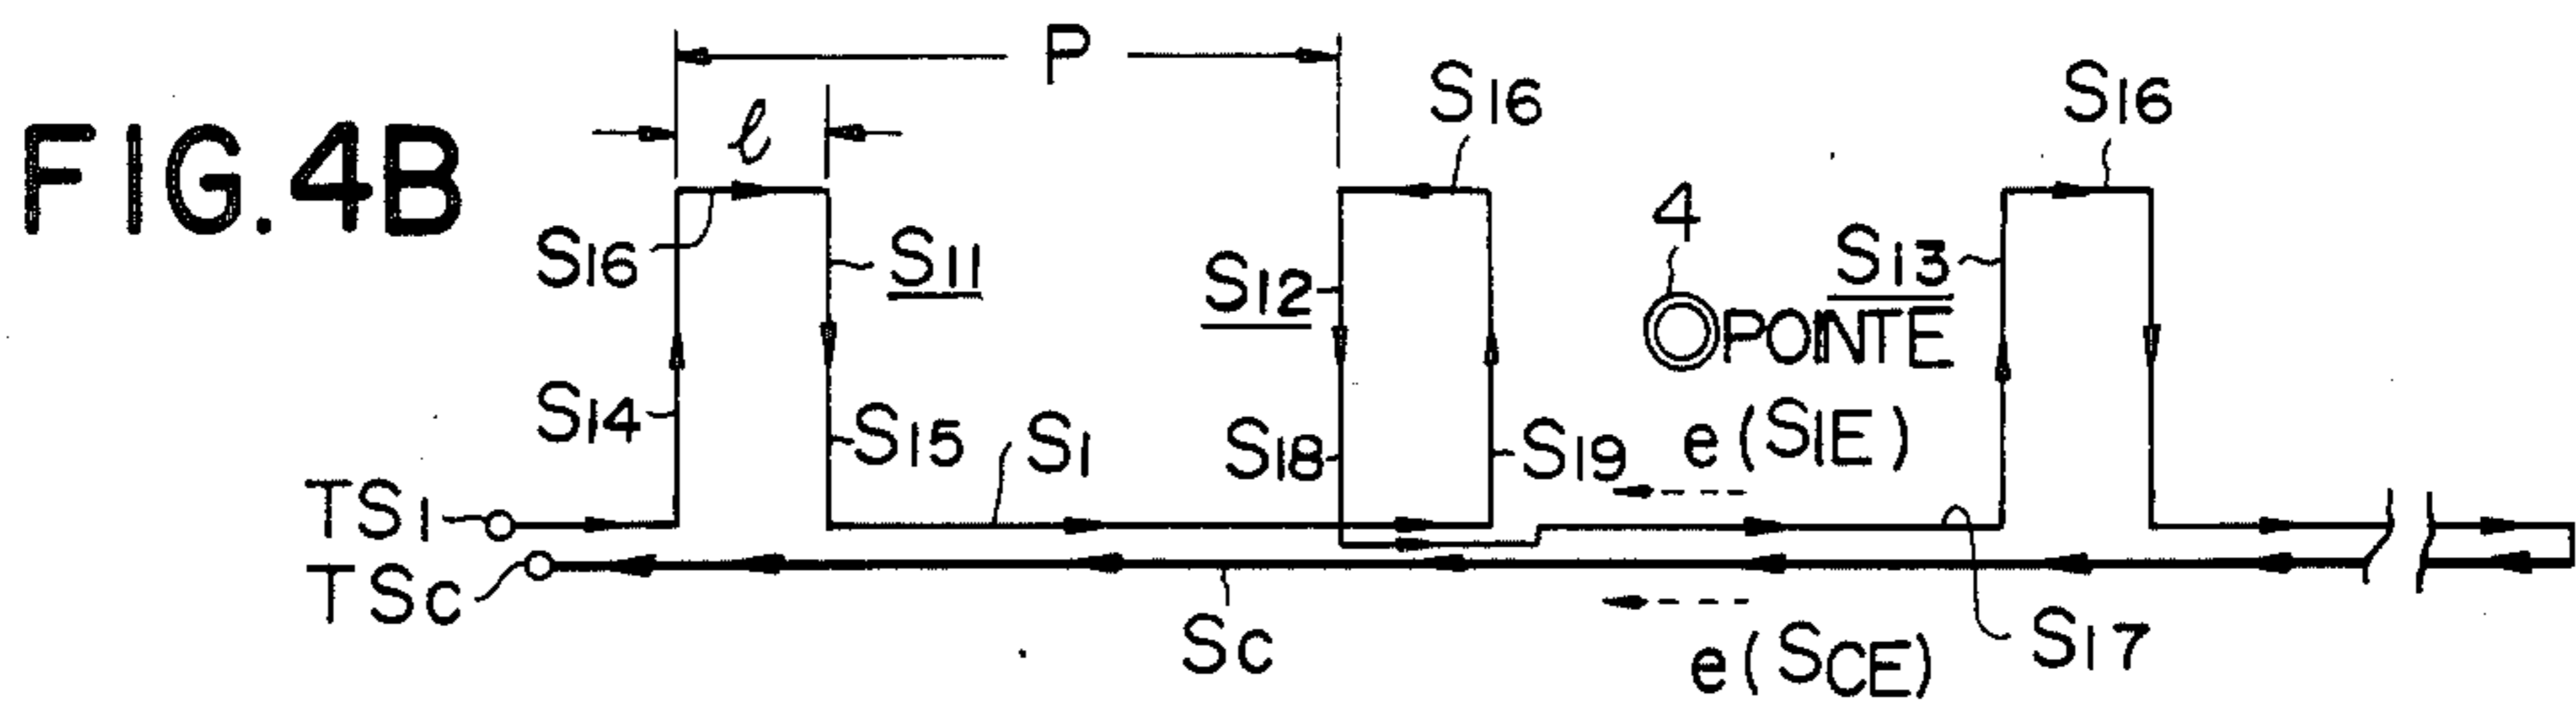 FIG. 4B
P
ℓ
S16
S16
S16
4
S11
S12
S13
POINTE
S14
S15
S1
S18
S19
e(S1E)
TS1
TSc
Sc
e(SCE)
S17